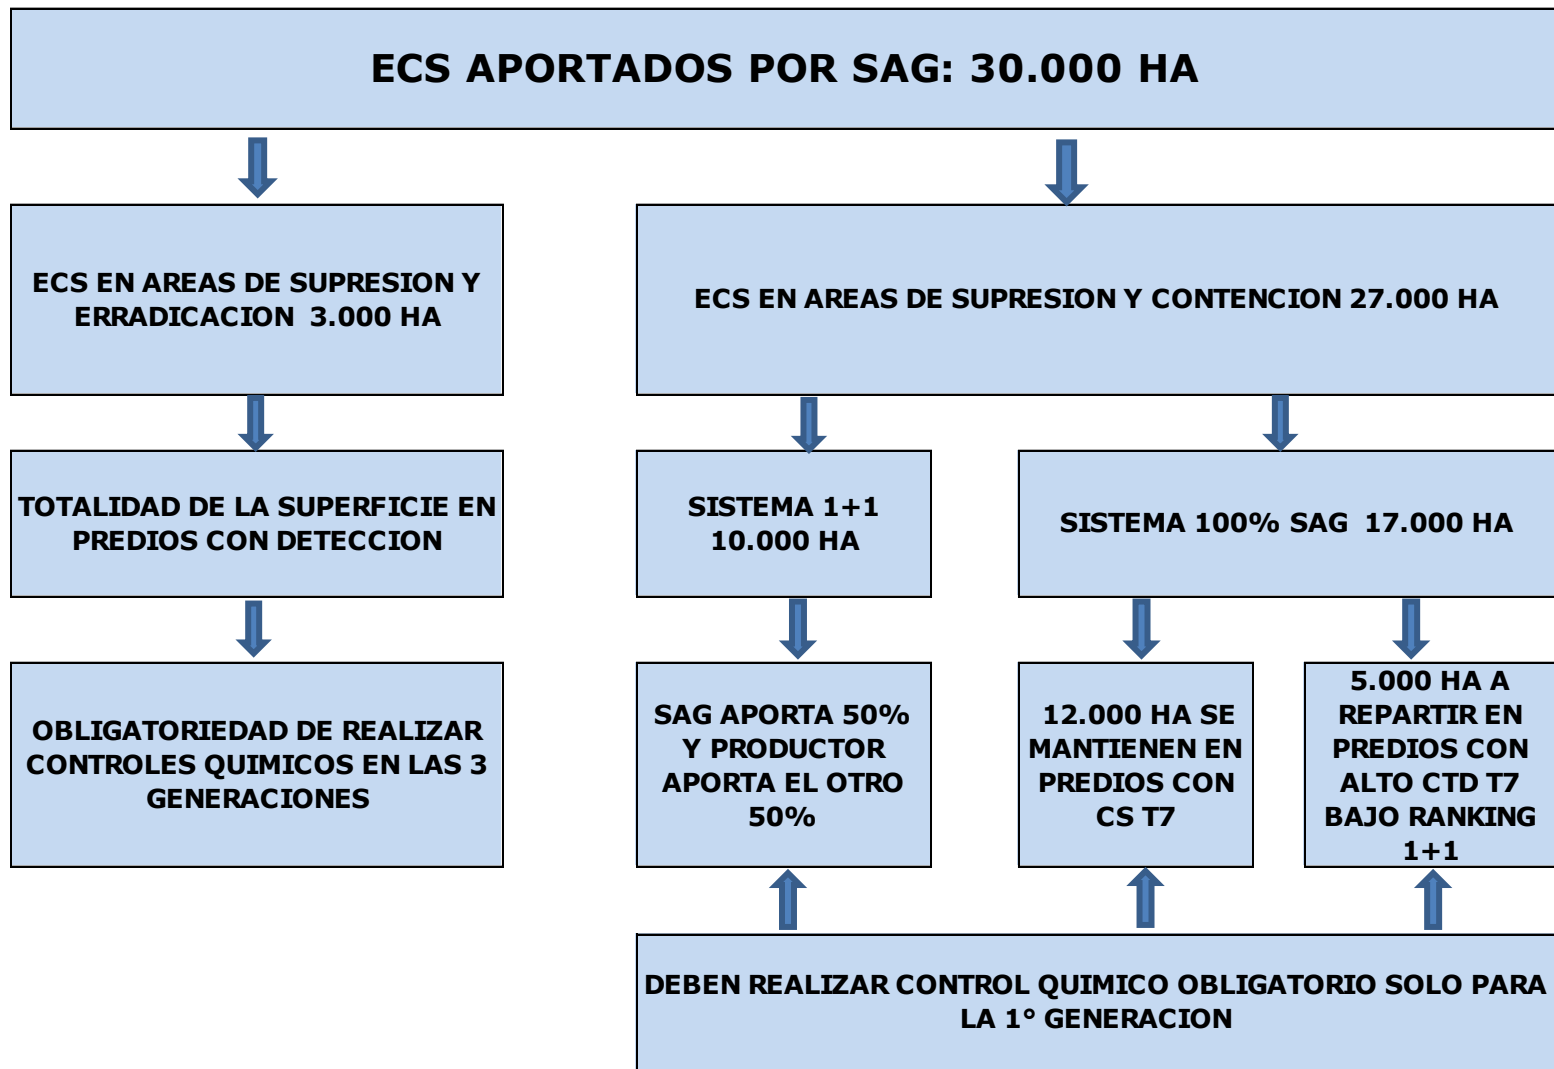 ECS APORTADOS POR SAG: 30.000 HA
ECS EN AREAS DE SUPRESION Y
ERRADICACION 3.000 HA
ECS EN AREAS DE SUPRESION Y CONTENCION 27.000 HA
TOTALIDAD DE LA SUPERFICIE EN
PREDIOS CON DETECCION
SISTEMA 1+1
10.000 HA
SISTEMA 100% SAG 17.000 HA
OBLIGATORIEDAD DE REALIZAR
CONTROLES QUIMICOS EN LAS 3
GENERACIONES
SAG APORTA 50%
Y PRODUCTOR
APORTA EL OTRO
50%
12.000 HA SE
MANTIENEN EN
PREDIOS CON
CS T7
5.000 HA A
REPARTIR EN
PREDIOS CON
ALTO CTD T7
BAJO RANKING
1+1
DEBEN REALIZAR CONTROL QUIMICO OBLIGATORIO SOLO PARA
LA 1° GENERACION